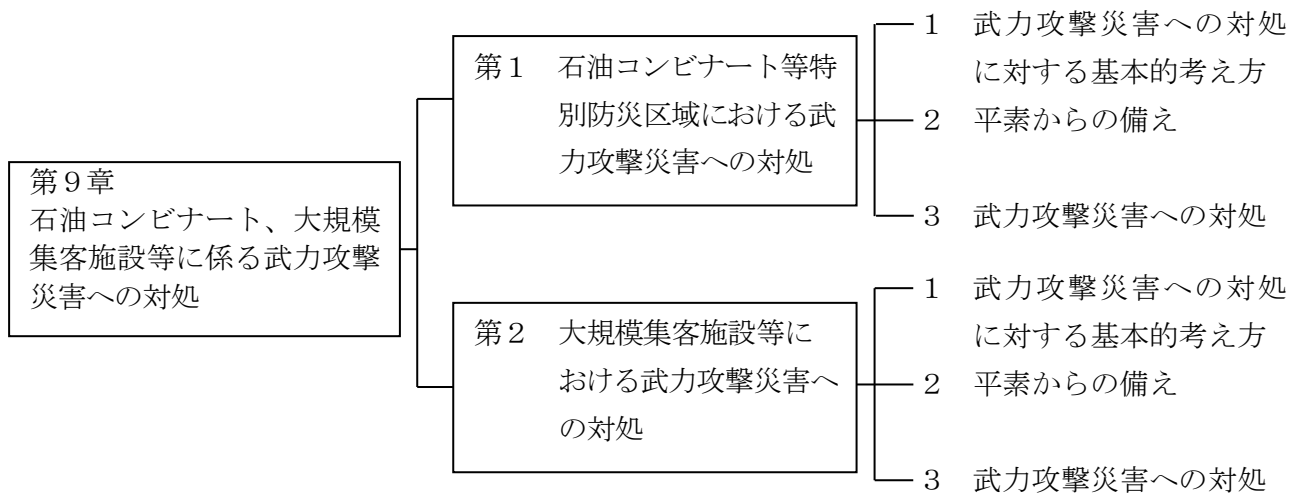 第９章
石油コンビナート、大規模
集客施設等に係る武力攻撃
災害への対処
第１　石油コンビナート等特
別防災区域における武
力攻撃災害への対処
１　武力攻撃災害への対処
に対する基本的考え方
２　平素からの備え
３　武力攻撃災害への対処
第２　大規模集客施設等に
おける武力攻撃災害へ
の対処
１　武力攻撃災害への対処
に対する基本的考え方
２　平素からの備え
３　武力攻撃災害への対処